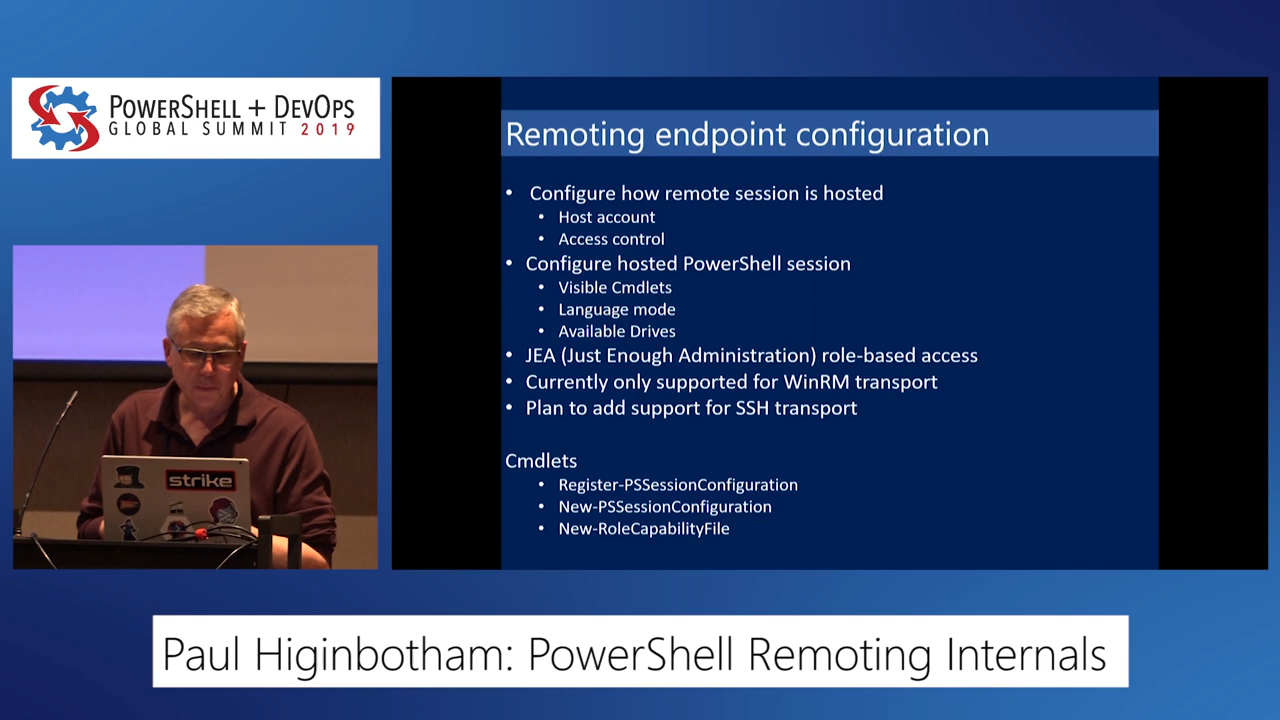 POWERSHELL + DEVOPS
GLOBAL SUMMIT 2019
Remoting endpoint configuration
• Configure how remote session is hosted
• Host account
• Access control
• Configure hosted PowerShell session
• Visible Cmdlets
• Language mode
• Available Drives
• JEA (Just Enough Administration) role-based access
• Currently only supported for WinRM transport
• Plan to add support for SSH transport
Cmdlets
• Register-PSSessionConfiguration
• New-PSSessionConfiguration
• New-RoleCapabilityFile
strike
Paul Higinbotham: PowerShell Remoting Internals